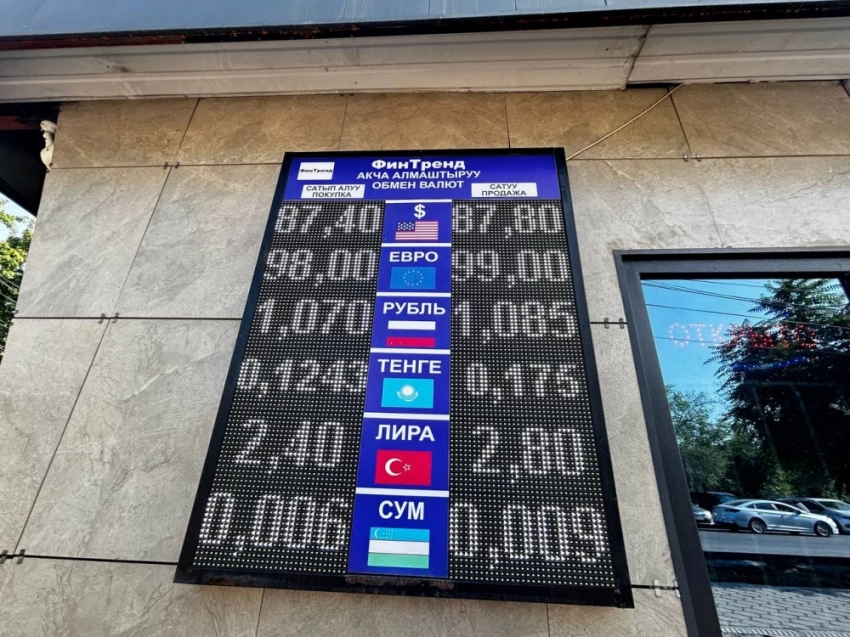 ФинТренд
ФинТренд
АКЧА АЛМАШТЫРУУ
ОБМЕН ВАЛЮТ
САТЫП АЛУУ
ПОКУПКА
САТУУ
ПРОДАЖА
87,40 $ 87,80
98,00 ЕВРО 99,00
1,070 РУБЛЬ 1,085
0,1243 ТЕНГЕ 0,175
2,40 ЛИРА 2,80
0,006 СУМ 0,009
ОТКРЫТО